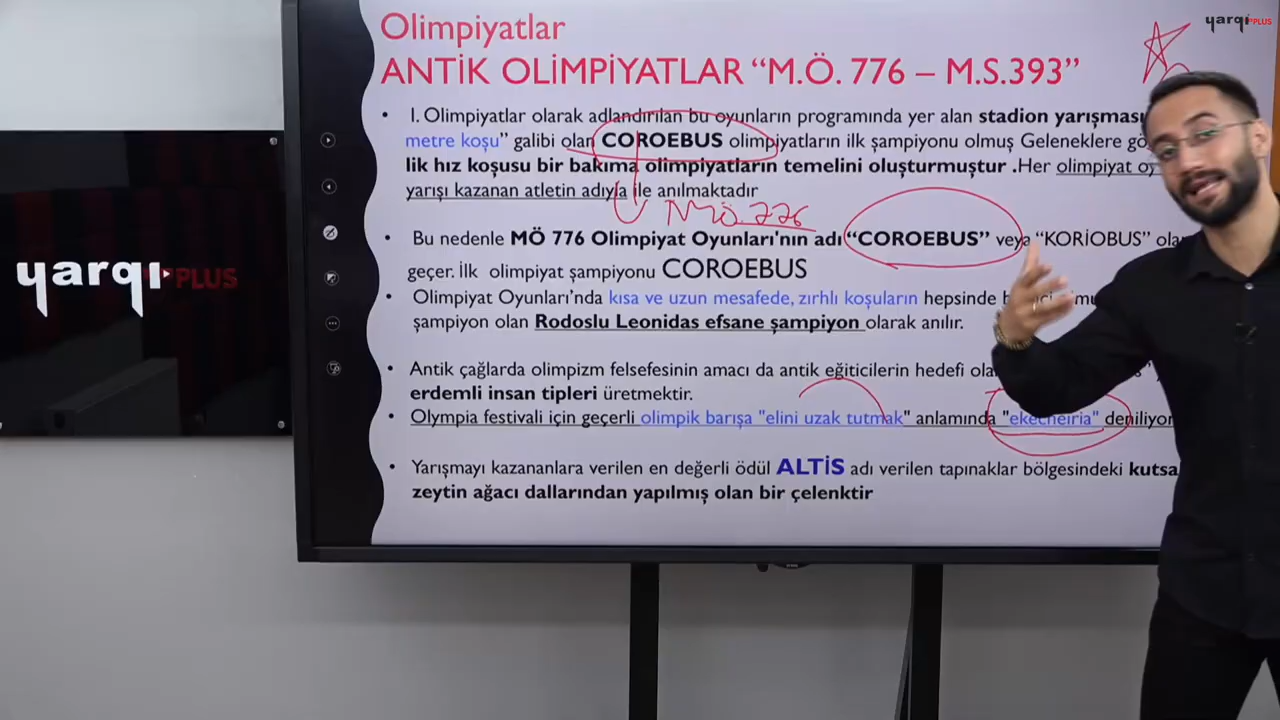 yarqı PLUS
Olimpiyatlar
ANTİK OLİMPİYATLAR “M.Ö. 776 – M.S.393”
• I. Olimpiyatlar olarak adlandırılan bu oyunların programında yer alan stadion yarışması
metre koşu” galibi olan COROEBUS olimpiyatların ilk şampiyonu olmuş Geleneklere gö
lik hız koşusu bir bakıma olimpiyatların temelini oluşturmuştur .Her olimpiyat oy
yarışı kazanan atletin adıyla ile anılmaktadır
MÖ. 776
• Bu nedenle MÖ 776 Olimpiyat Oyunları'nın adı “COROEBUS” veya “KORİOBUS” ola
geçer. İlk olimpiyat şampiyonu COROEBUS
• Olimpiyat Oyunları’nda kısa ve uzun mesafede, zırhlı koşuların hepsinde
şampiyon olan Rodoslu Leonidas efsane şampiyon olarak anılır.
• Antik çağlarda olimpizm felsefesinin amacı da antik eğiticilerin hedefi ola
erdemli insan tipleri üretmektir.
• Olympia festivali için geçerli olimpik barışa "elini uzak tutmak" anlamında "ekecheiria" deniliyor
• Yarışmayı kazananlara verilen en değerli ödül ALTİS adı verilen tapınaklar bölgesindeki kutsa
zeytin ağacı dallarından yapılmış olan bir çelenktir
yarqı PLUS